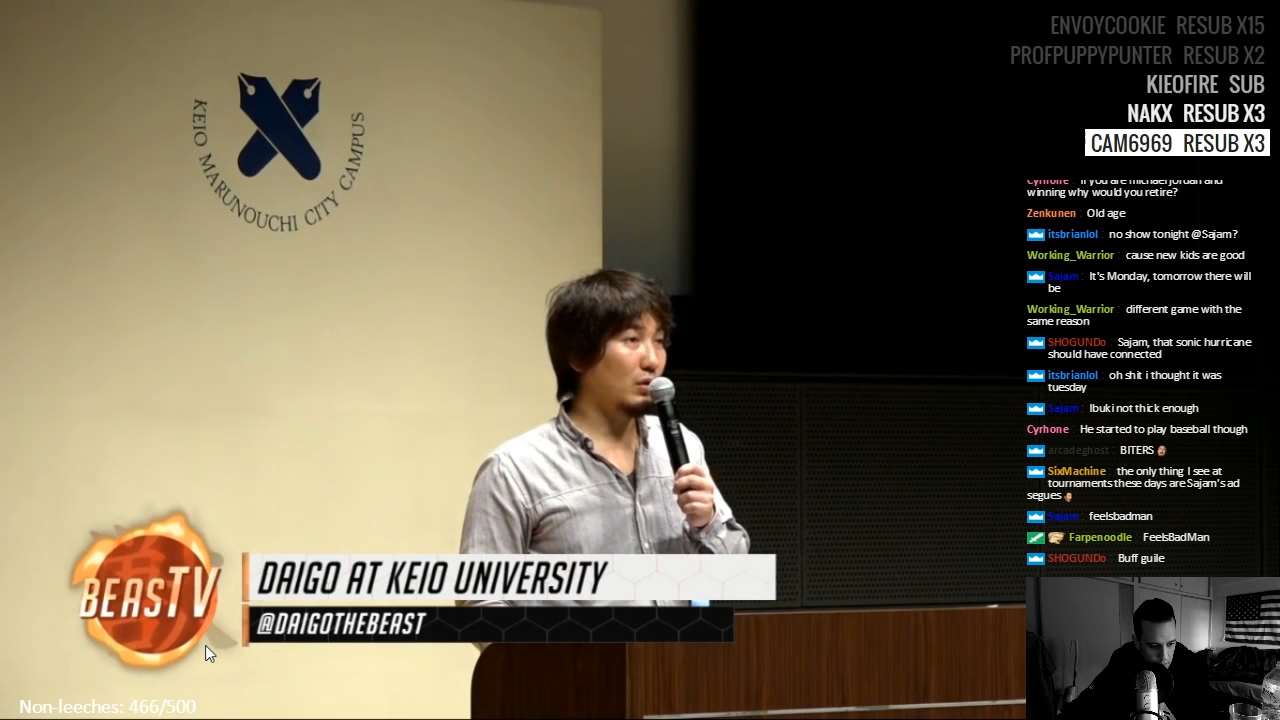 ENVOYCOOKIE RESUB X15
PROFPUPPYPUNTER RESUB X2
KIEOFIRE SUB
NAKX RESUB X3
CAM6969 RESUB X3
KEIO MARUNOUCHI CITY CAMPUS
Cyrhone : If you are michael jordan and
winning why would you retire?
Zenkunen : Old age
itsbrianlol : no show tonight @Sajam?
Working_Warrior : cause new kids are good
Sajam : It's Monday, tomorrow there will
be
Working_Warrior : different game with the
same reason
SHOGUNDo : Sajam, that sonic hurricane
should have connected
itsbrianlol : oh shit i thought it was
tuesday
Sajam : Ibuki not thick enough
Cyrhone : He started to play baseball though
arcadeghost : BITERS
SixMachine : the only thing I see at
tournaments these days are Sajam's ad
segues
Sajam : feelsbadman
Farpenoodle : FeelsBadMan
SHOGUNDo : Buff guile
BEASTV
DAIGO AT KEIO UNIVERSITY
@DAIGOTHEBEAST
Non-leeches: 466/500